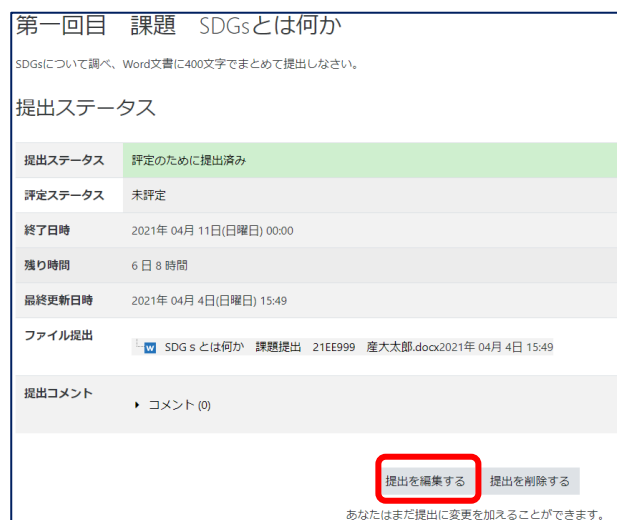 第一回目　課題　SDGsとは何か
SDGsについて調べ、Word文書に400文字でまとめて提出しなさい。
提出ステータス
提出ステータス　評定のために提出済み
評定ステータス　未評定
終了日時　2021年 04月 11日(日曜日) 00:00
残り時間　6 日 8 時間
最終更新日時　2021年 04月 4日(日曜日) 15:49
ファイル提出
SDGｓとは何か　課題提出　21EE999　産大太郎.docx2021年 04月 4日 15:49
提出コメント
コメント (0)
提出を編集する　提出を削除する
あなたはまだ提出に変更を加えることができます。